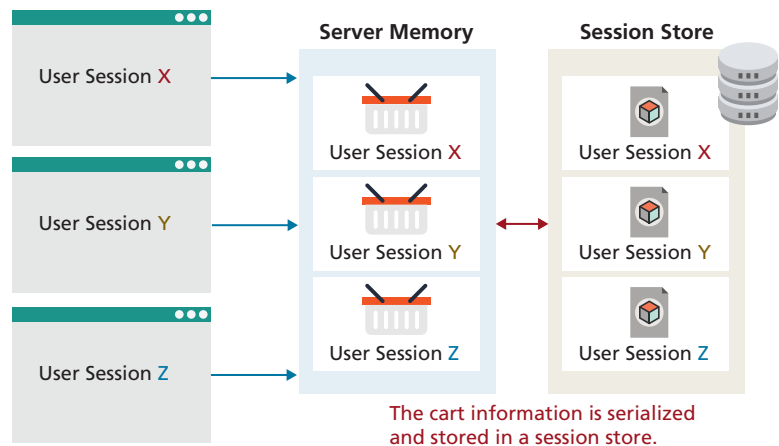 Server Memory
Session Store
User Session X
User Session X
User Session X
User Session Y
User Session Y
User Session Y
User Session Z
User Session Z
User Session Z
The cart information is serialized
and stored in a session store.